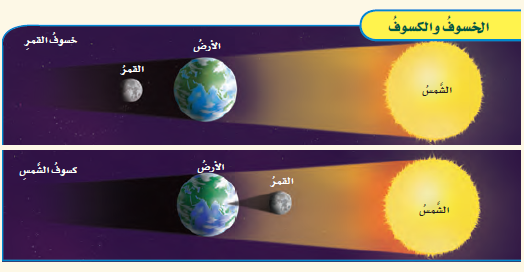 الخسوفُ والكسوفُ
خسوفُ القمرِ
الأرضُ
القمرُ
الشَّمسُ
كسوفُ الشَّمسِ
الأرضُ
القمرُ
الشَّمسُ